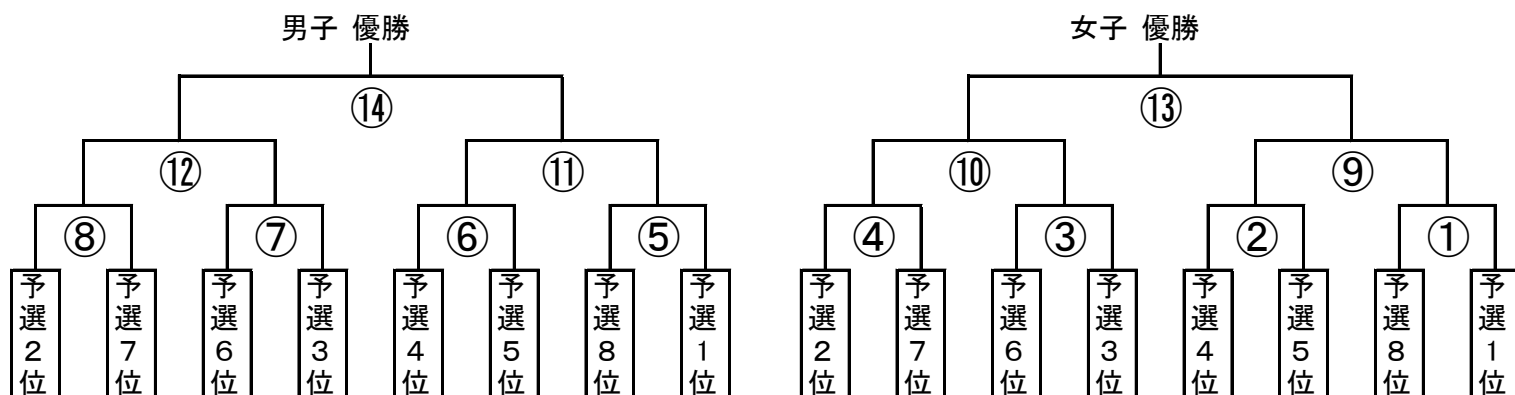 男子 優勝
女子 優勝
⑭
⑬
⑫
⑪
⑩
⑨
⑧
⑦
⑥
⑤
④
③
②
①
予選2位
予選7位
予選6位
予選3位
予選4位
予選5位
予選8位
予選1位
予選2位
予選7位
予選6位
予選3位
予選4位
予選5位
予選8位
予選1位